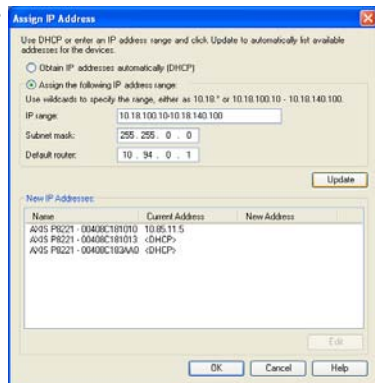 Assign IP Address
Use DHCP or enter an IP address range and click Update to automatically list available
addresses for the devices.
Obtain IP addresses automatically (DHCP)
Assign the following IP address range:
Use wildcards to specify the range, either as 10.18.* or 10.18.100.10 - 10.18.140.100.
IP range: 10.18.100.10-10.18.140.100
Subnet mask: 255 . 255 . 0 . 0
Default router: 10 . 94 . 0 . 1
Update
New IP Addresses:
Name Current Address New Address
AXIS P8221 - 00408C181010 10.85.11.5
AXIS P8221 - 00408C181013 <DHCP>
AXIS P8221 - 00408C183AA0 <DHCP>
Edit
OK Cancel Help